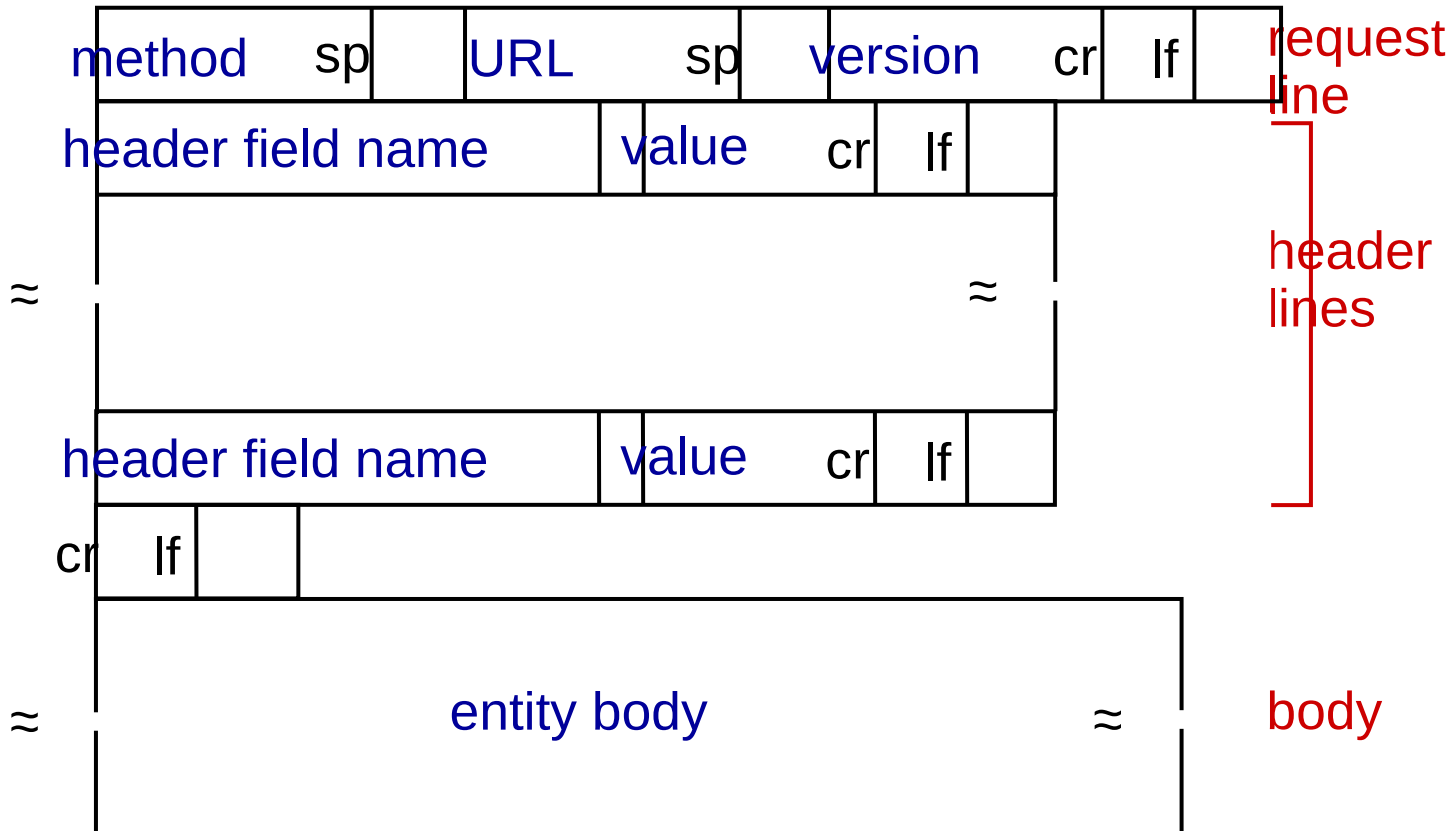 method sp URL sp version cr lf
request
line
header field name value cr lf
header
lines
≈ ≈
header field name value cr lf
cr lf
≈ entity body ≈
body